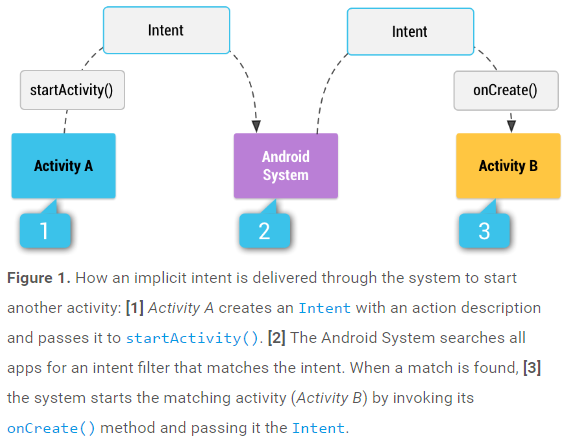 Intent
Intent
startActivity()
onCreate()
Activity A
Android
System
Activity B
1
2
3
Figure 1. How an implicit intent is delivered through the system to start
another activity: [1] Activity A creates an Intent with an action description
and passes it to startActivity(). [2] The Android System searches all
apps for an intent filter that matches the intent. When a match is found, [3]
the system starts the matching activity (Activity B) by invoking its
onCreate() method and passing it the Intent.